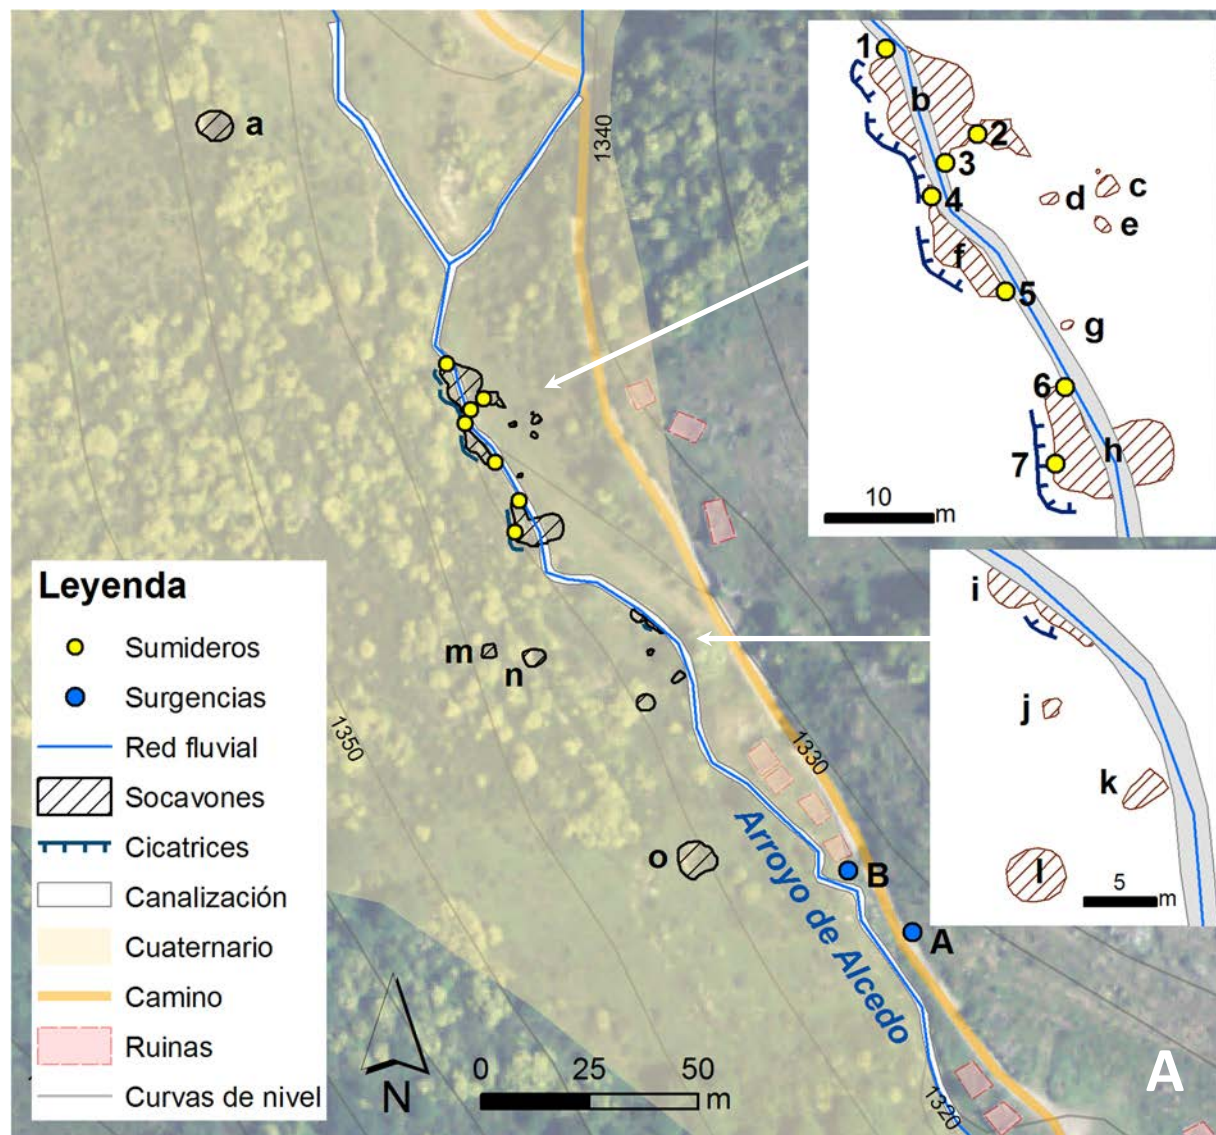 a
1340
1
b
2
3
c
d
4
e
f
5
g
6
h
7
10
m
Leyenda
Sumideros
Surgencias
Red fluvial
Socavones
Cicatrices
Canalización
Cuaternario
Camino
Ruinas
Curvas de nivel
m
n
1350
1330
i
j
k
l
5
m
o
B
A
Arroyo de Alcedo
N
0 25 50
m
1320
A